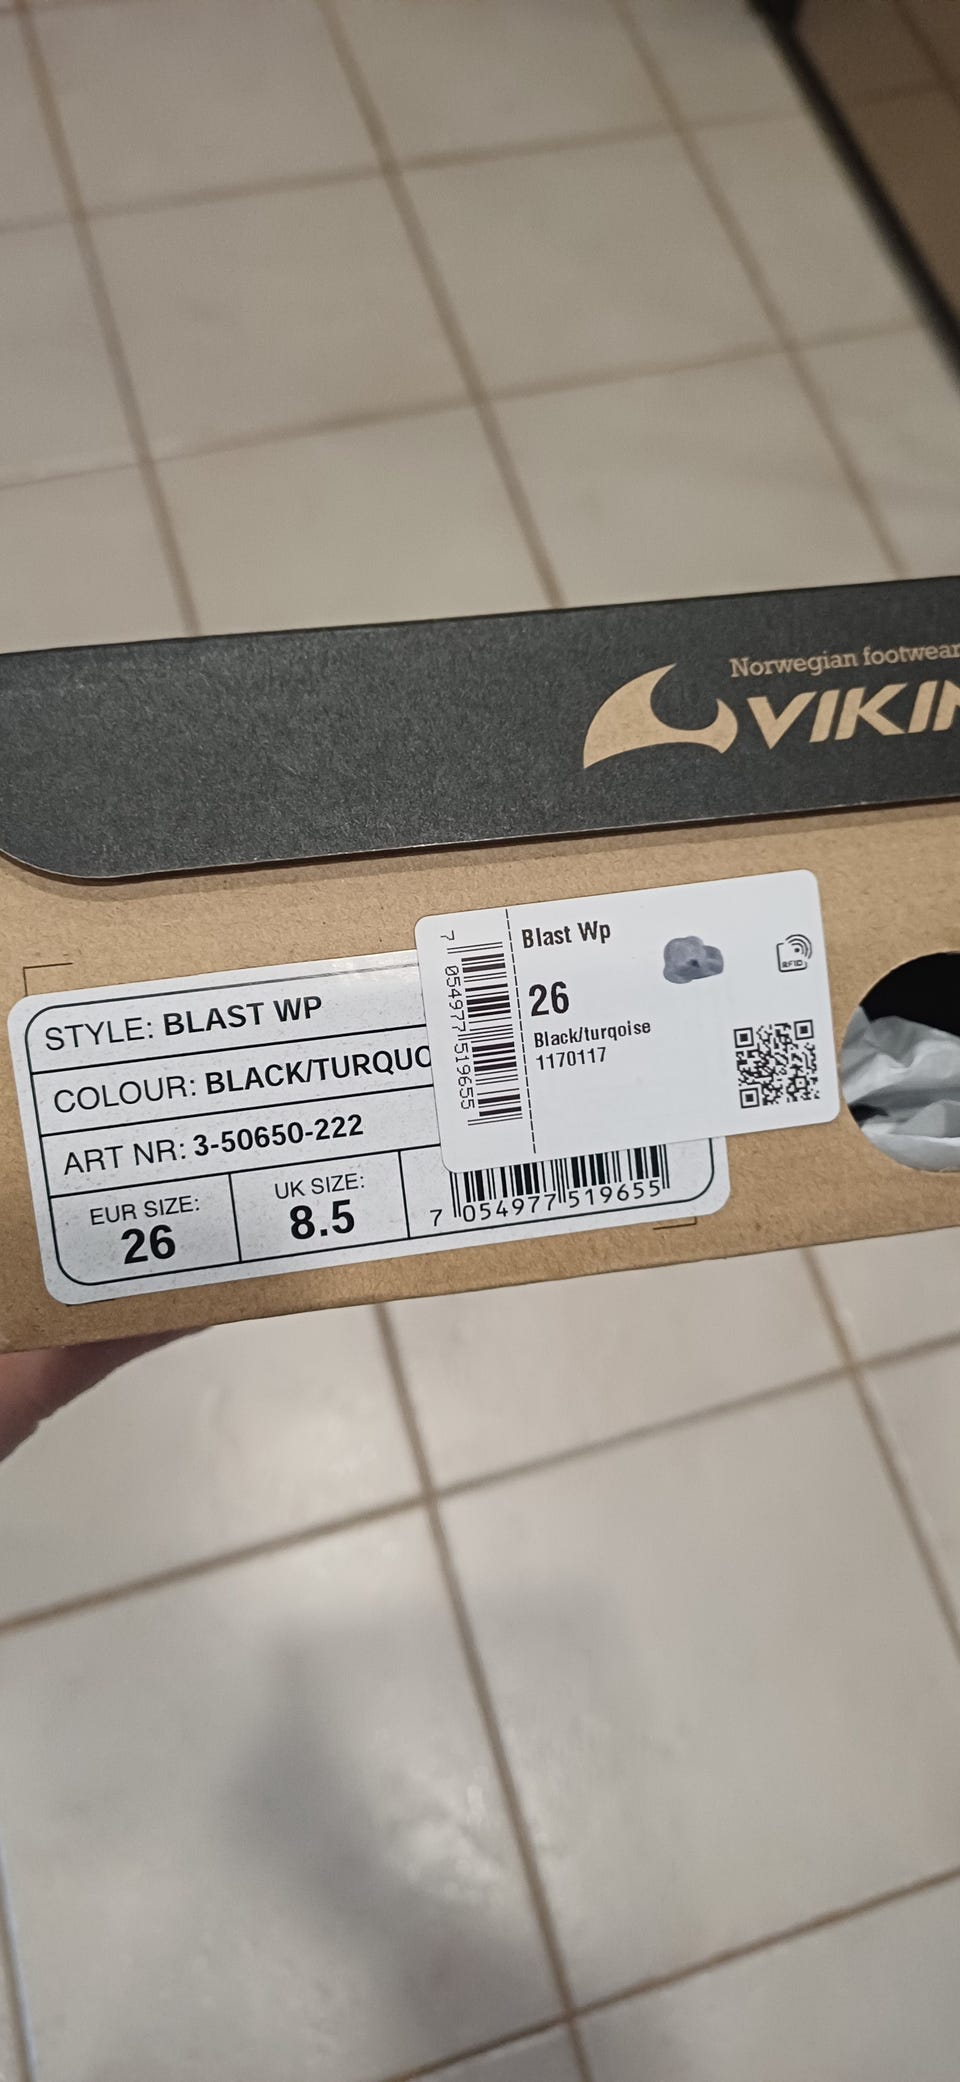 Norwegian footwear
VIKIN
STYLE: BLAST WP
COLOUR: BLACK/TURQUO
ART NR: 3-50650-222
EUR SIZE:
26
UK SIZE:
8.5
7 054977 519655
7 054977 519655
Blast Wp
26
Black/turqoise
1170117
RFID